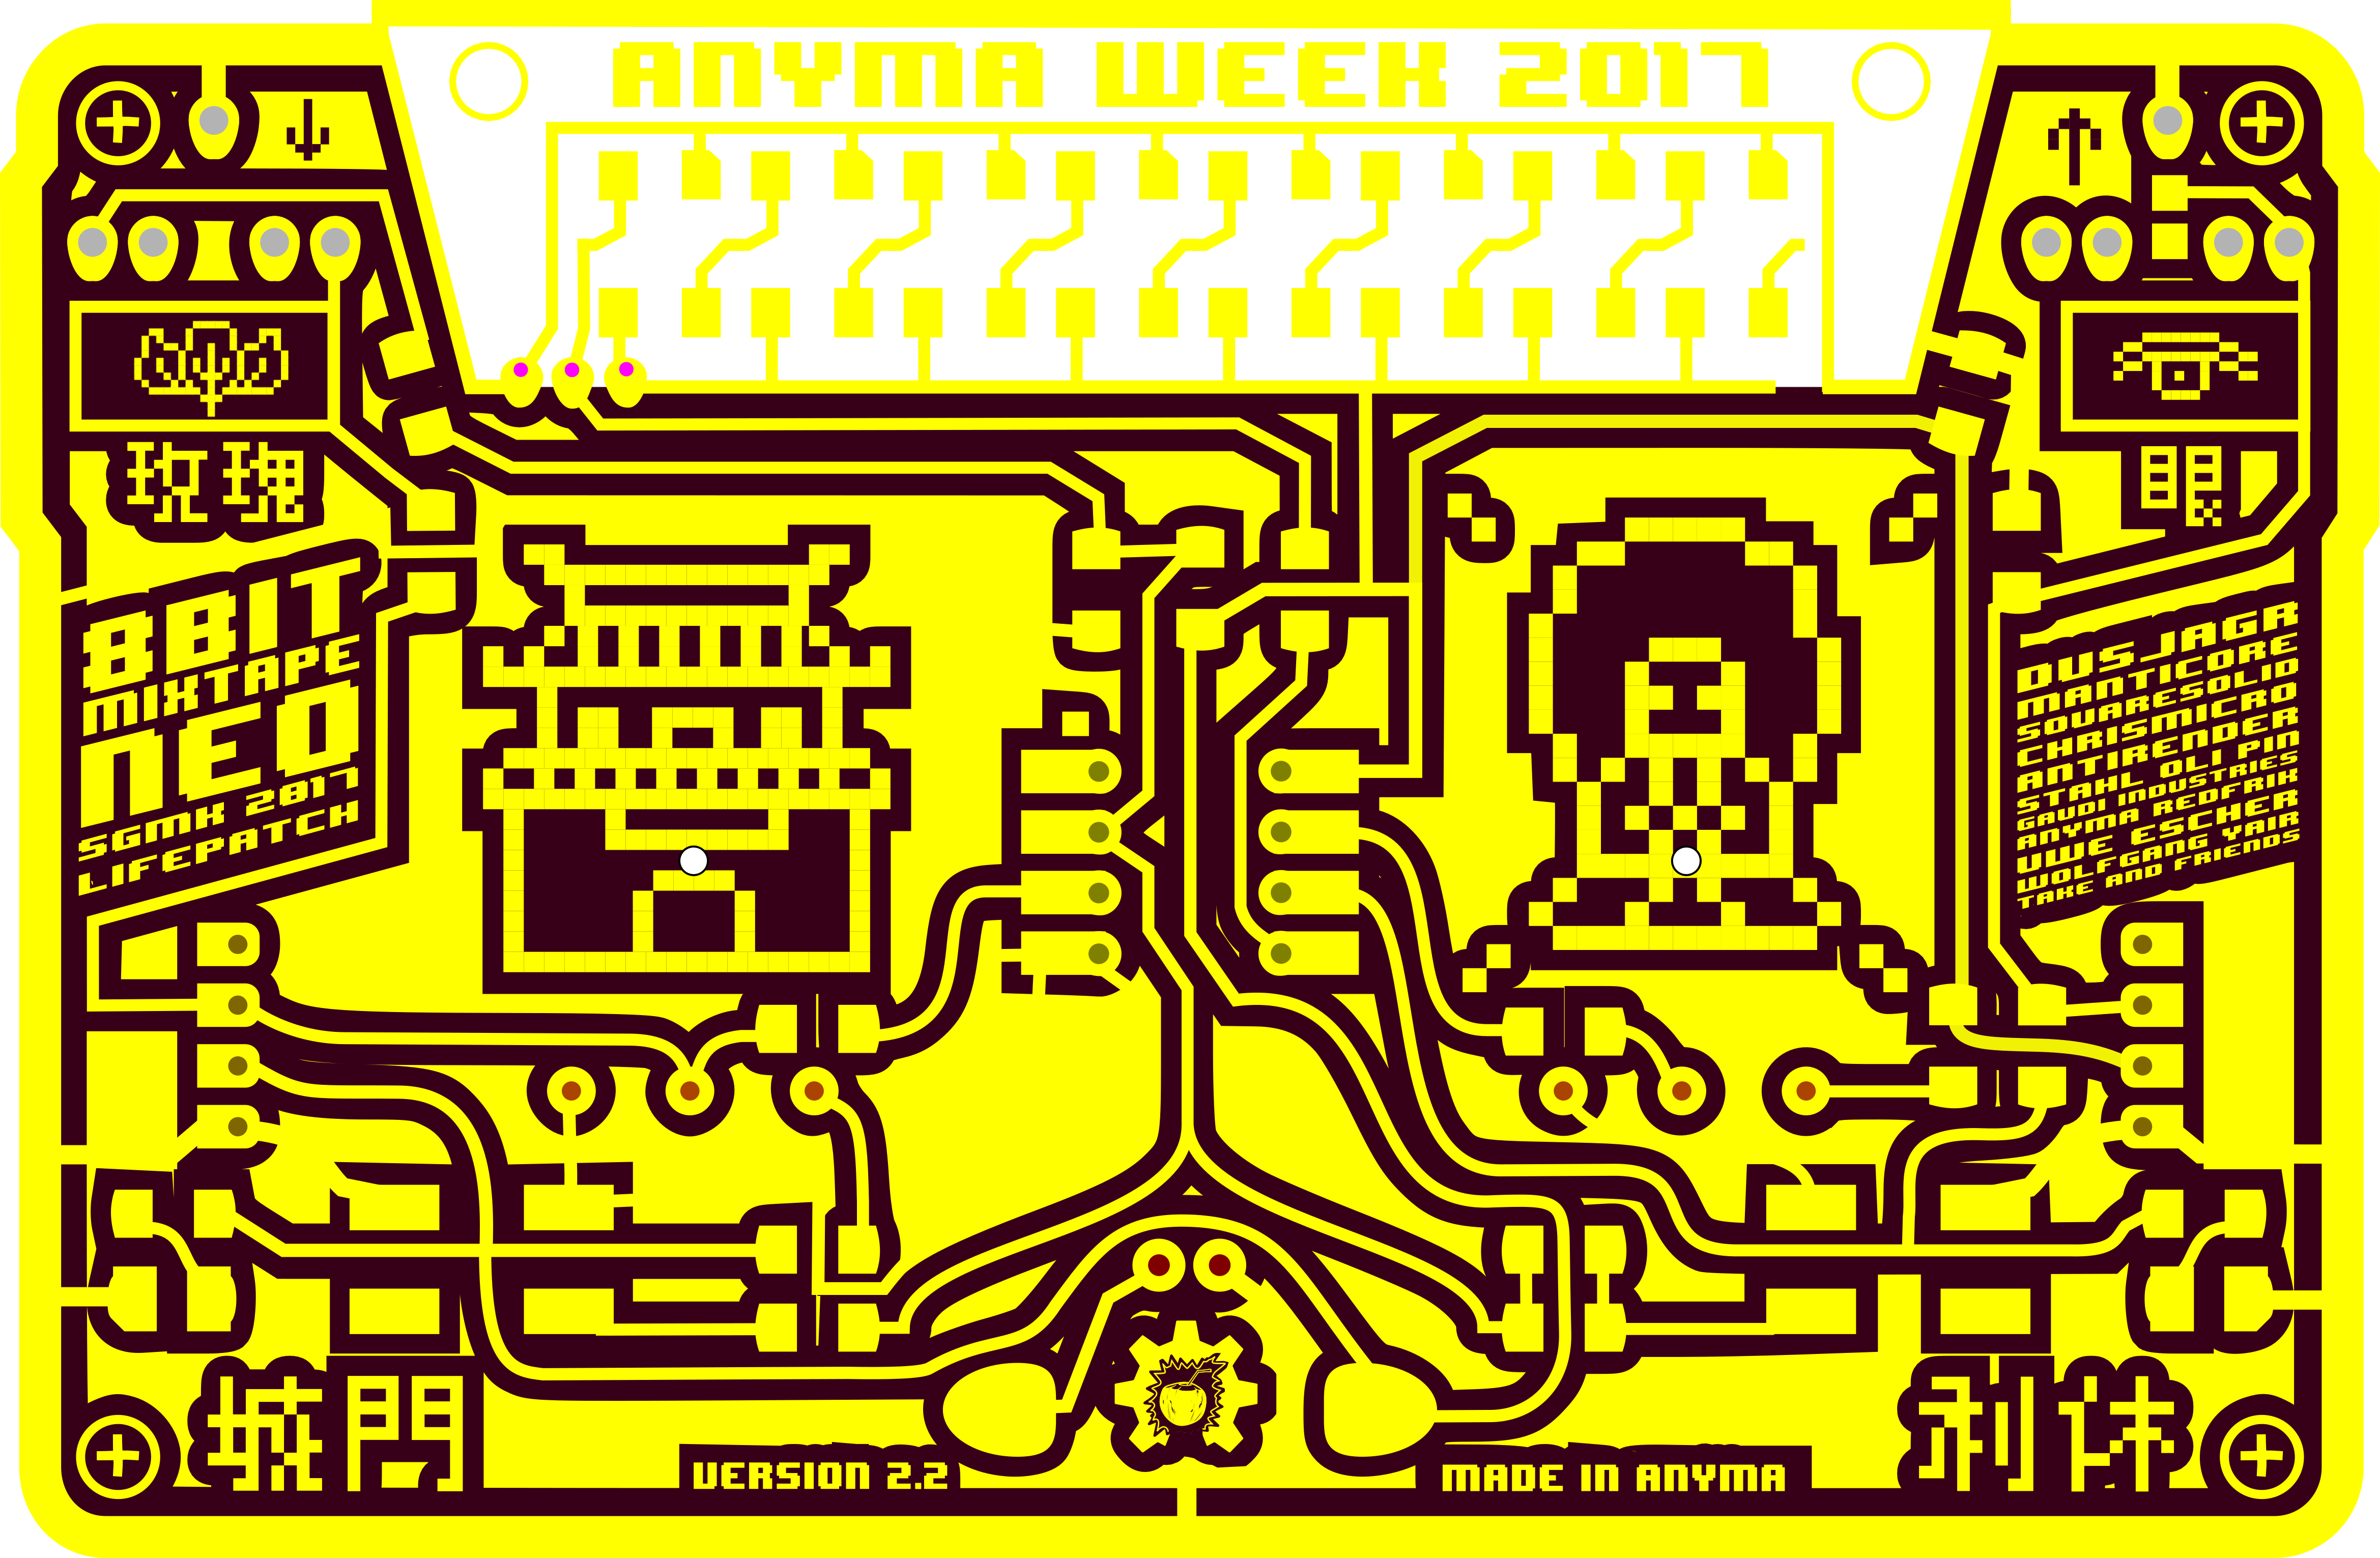 ANYMA WEEK 2017
玫瑰
眼
8BIT
MIXTAPE
NEO
SGMK 2017
LIFEPATCH
DUSJAGR
MANTICORE
SQUARESOLID
CHRISMICRO
ANTIRENDER
STAHL OLI PIN
GAUDI INDUSTRIES
ANYMA REDFRIK
UWE ESCHER
WOLFGANG YAIR
TAKE AND FRIENDS
城門
利休
VERSION 2.2
MADE IN ANYMA